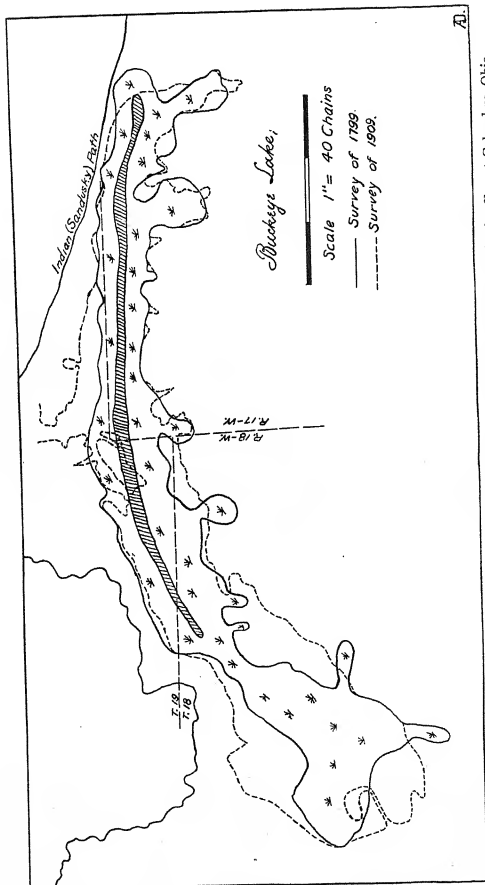 Indian (Sandusky) Path
Buckeye Lake;
Scale 1" = 40 Chains
Survey of 1799.
Survey of 1909.
R.17-W.
R.18-W.
T. 19
T. 18